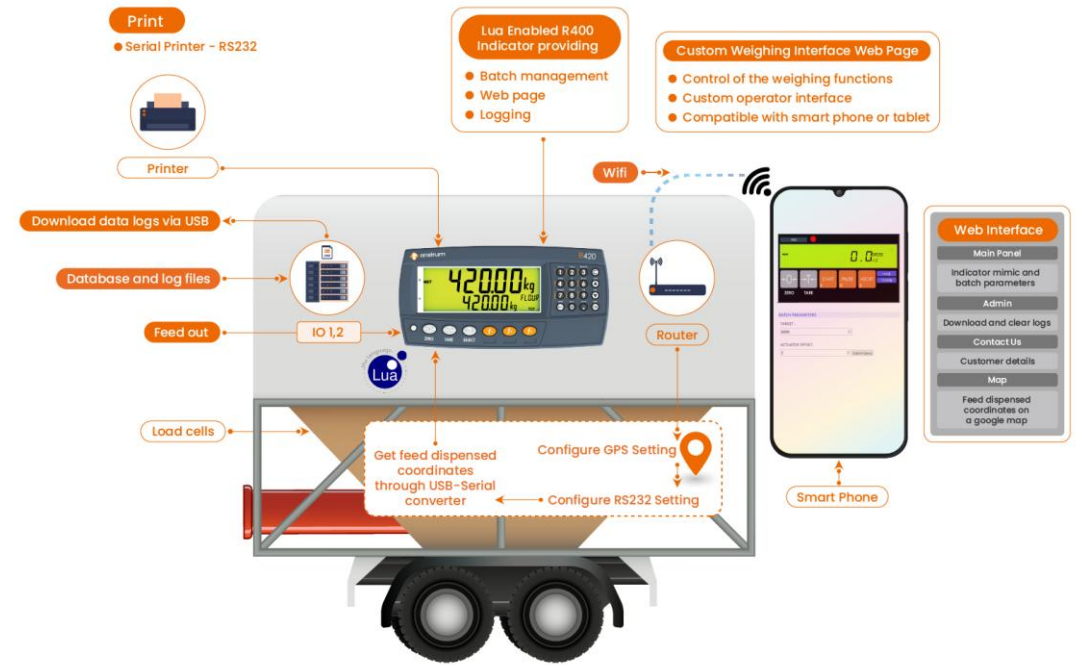 Print
Serial Printer - RS232
Printer
Lua Enabled R400
Indicator providing
Batch management
Web page
Logging
Custom Weighing Interface Web Page
Control of the weighing functions
Custom operator interface
Compatible with smart phone or tablet
Wifi
Download data logs via USB
Database and log files
Feed out
IO 1,2
rinstrum
R420
420.00kg
420.00kg
FLOUR
ZERO
TARE
SELECT
Lua
Router
Load cells
Get feed dispensed
coordinates
through USB-Serial
converter
Configure GPS Setting
Configure RS232 Setting
0.0
ZERO
TARE
BATCH PARAMETERS
TARGET
Smart Phone
Web Interface
Main Panel
Indicator mimic and
batch parameters
Admin
Download and clear logs
Contact Us
Customer details
Map
Feed dispensed
coordinates on
a google map